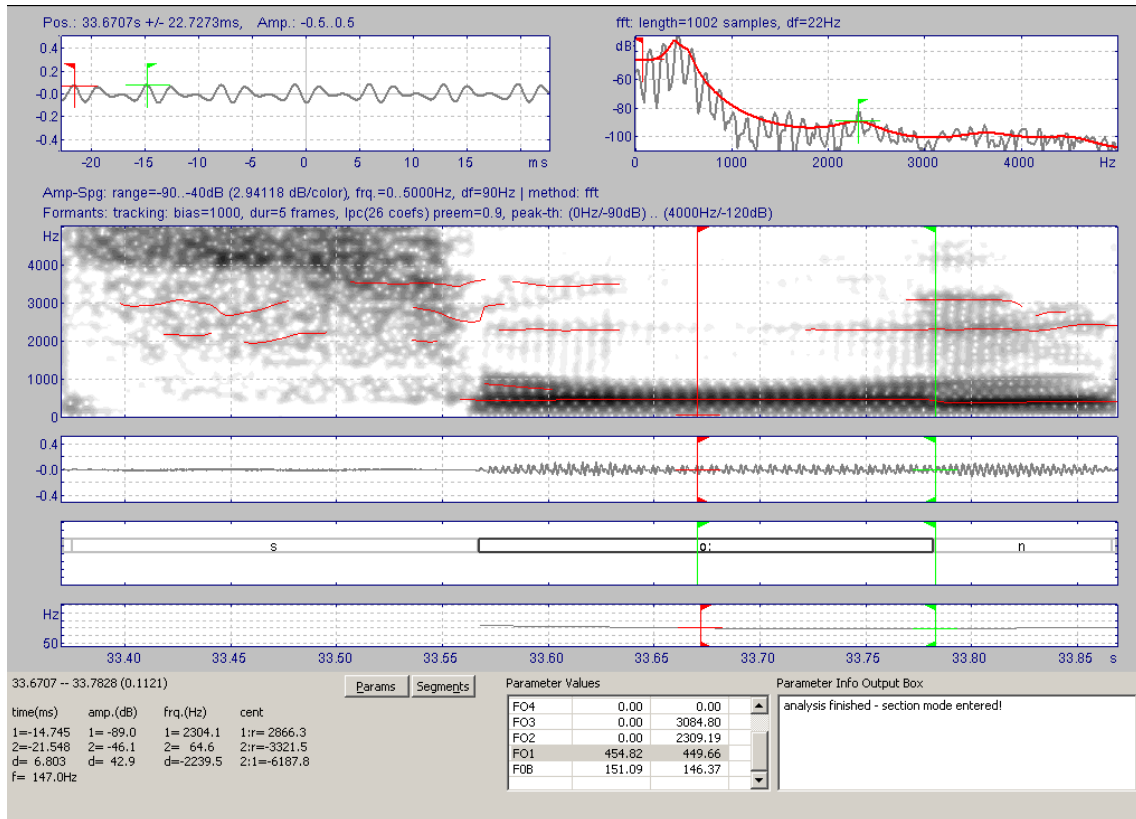 Pos.: 33.6707s +/- 22.7273ms, Amp.: -0.5..0.5
fft: length=1002 samples, df=22Hz
0.4
0.2
-0.0
-0.2
-0.4
-20 -15 -10 -5 0 5 10 15 m s
dB
-60
-80
-100
0 1000 2000 3000 4000 Hz
Amp-Spg: range=-90..-40dB (2.94118 dB/color), frq.=0..5000Hz, df=90Hz | method: fft
Formants: tracking: bias=1000, dur=5 frames, lpc(26 coefs) preem=0.9, peak-th: (0Hz/-90dB) .. (4000Hz/-120dB)
Hz
4000
3000
2000
1000
0
0.4
-0.0
-0.4
s o: n
Hz
50
33.40 33.45 33.50 33.55 33.60 33.65 33.70 33.75 33.80 33.85 s
33.6707 -- 33.7828 (0.1121)
Params Segments
time(ms) amp.(dB) frq.(Hz) cent
1=-14.745 1= -89.0 1= 2304.1 1:r= 2866.3
2=-21.548 2= -46.1 2= 64.6 2:r=-3321.5
d= 6.803 d= 42.9 d=-2239.5 2:1=-6187.8
f= 147.0Hz
Parameter Values
FO4 0.00 0.00
FO3 0.00 3084.80
FO2 0.00 2309.19
FO1 454.82 449.66
F0B 151.09 146.37
Parameter Info Output Box
analysis finished - section mode entered!